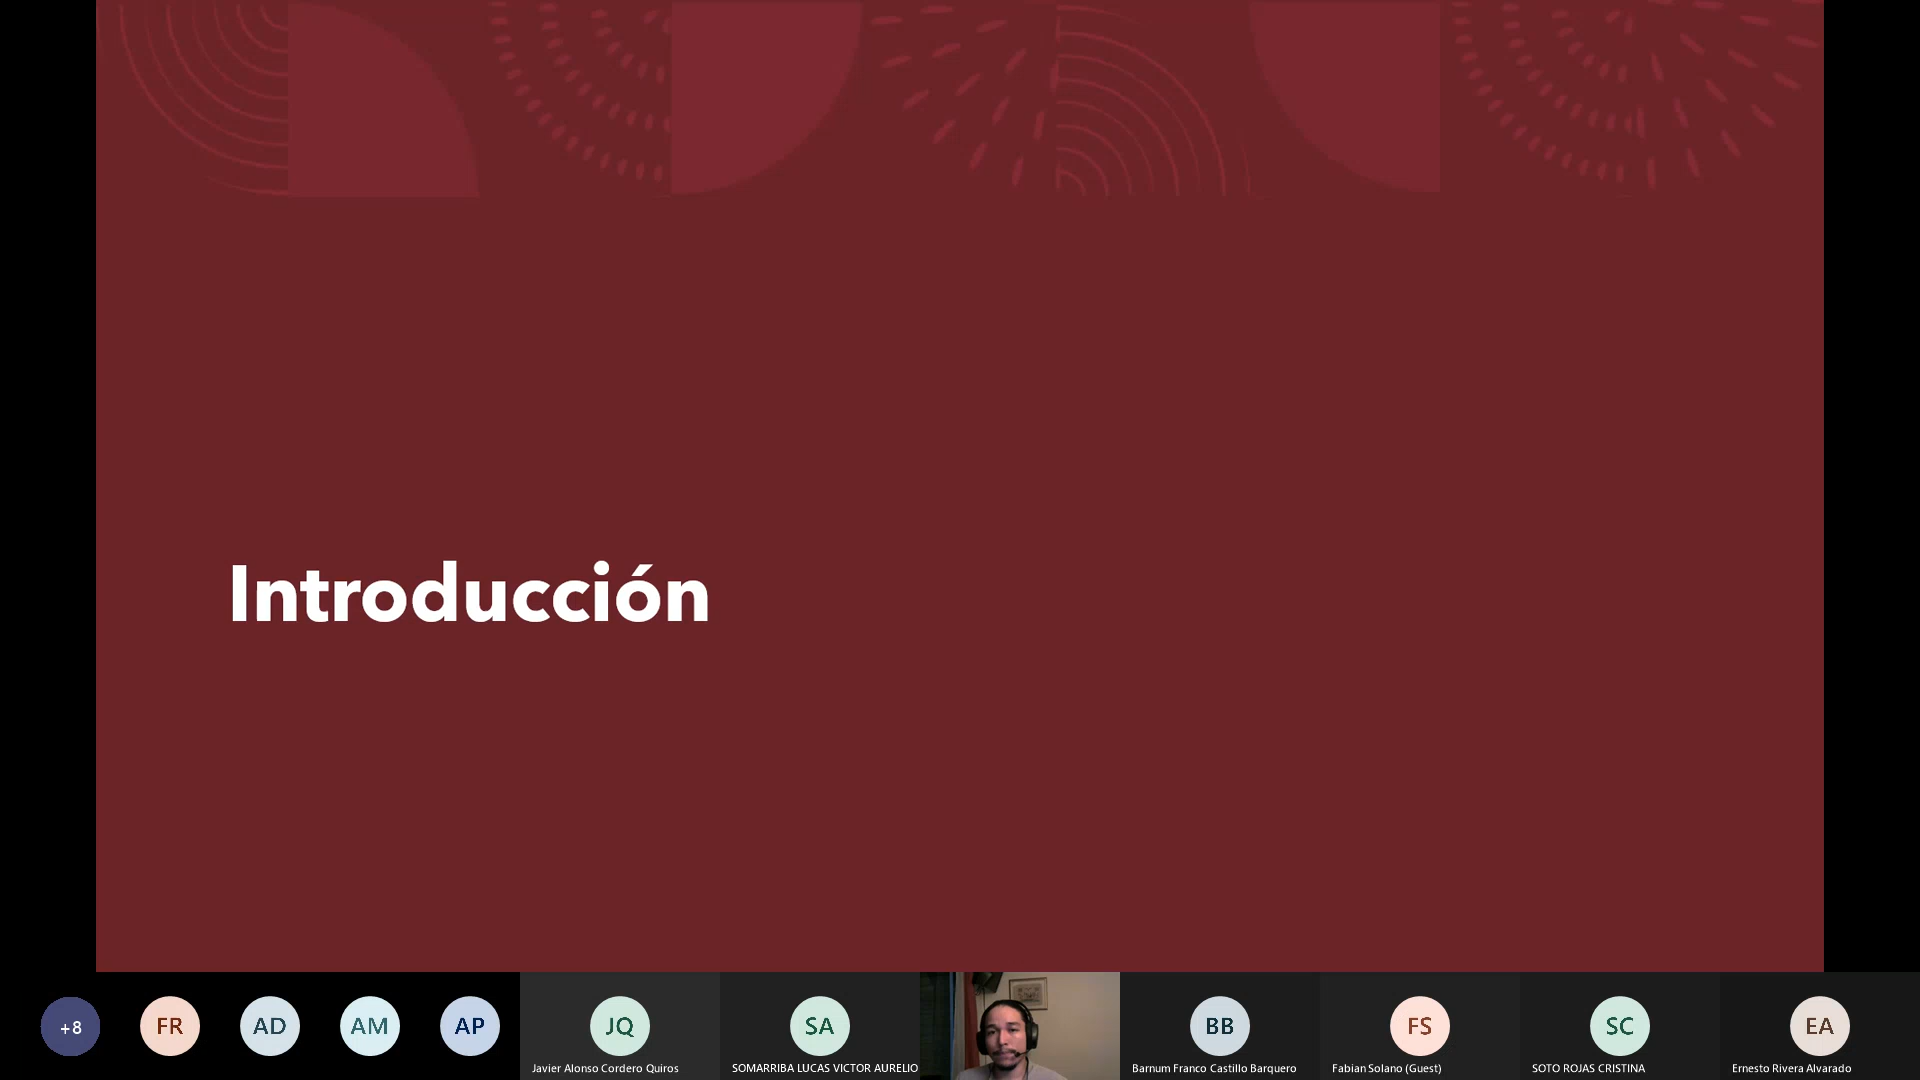 Introducción
+8
FR
AD
AM
AP
JQ
SA
BB
FS
SC
EA
Javier Alonso Cordero Quiros
SOMARRIBA LUCAS VICTOR AURELIO
Barnum Franco Castillo Barquero
Fabian Solano (Guest)
SOTO ROJAS CRISTINA
Ernesto Rivera Alvarado